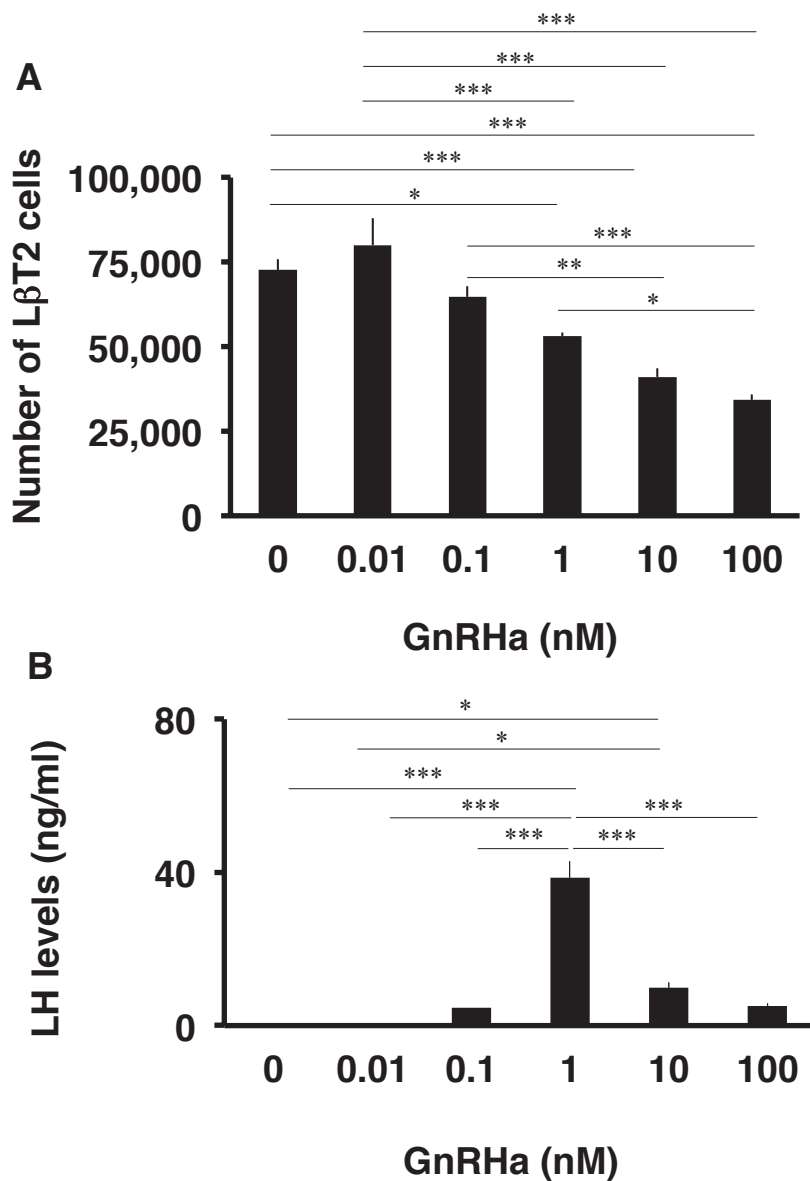 ***
A
***
***
***
***
*
***
**
*
Number of LβT2 cells
100,000
75,000
50,000
25,000
0
0 0.01 0.1 1 10 100
GnRHa (nM)
B
*
*
***
*** ***
*** ***
LH levels (ng/ml)
80
40
0
0 0.01 0.1 1 10 100
GnRHa (nM)